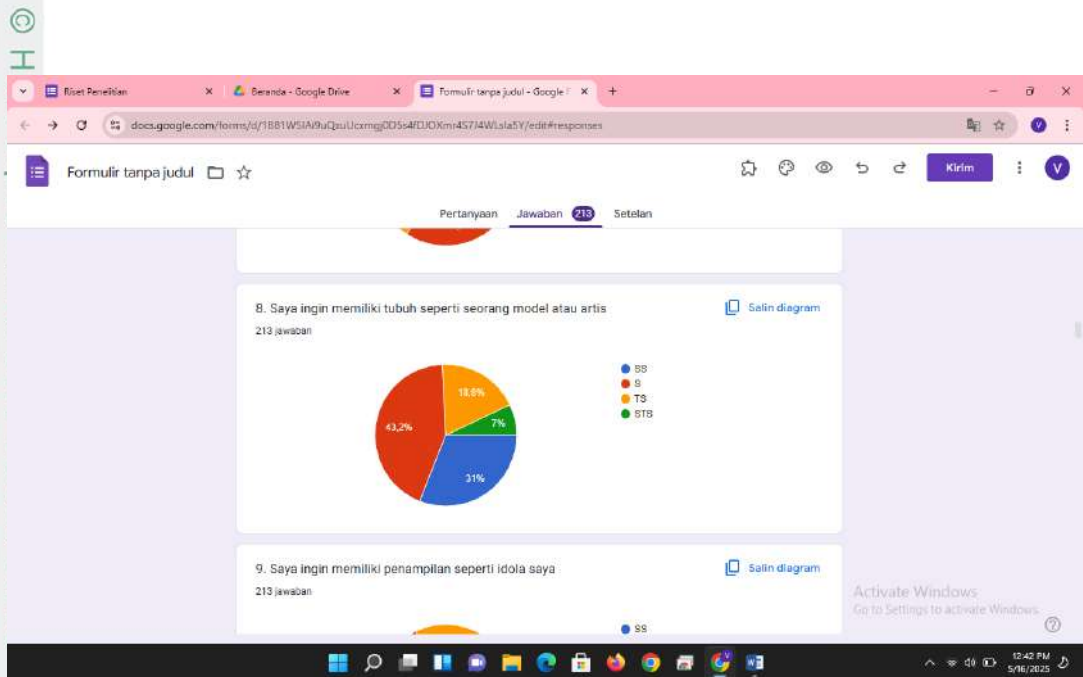 © H
Riset Penelitian
Beranda - Google Drive
Formulir tanpa judul - Google F
docs.google.com/forms/d/
/edit#responses
V
Formulir tanpa judul
Kirim
V
Pertanyaan Jawaban 213 Setelan
8. Saya ingin memiliki tubuh seperti seorang model atau artis
Salin diagram
213 jawaban
SS
S
TS
STS
18,8%
43,2%
7%
31%
9. Saya ingin memiliki penampilan seperti idola saya
Salin diagram
213 jawaban
SS
Activate Windows
Go to Settings to activate Windows.
12:42 PM
5/16/2025